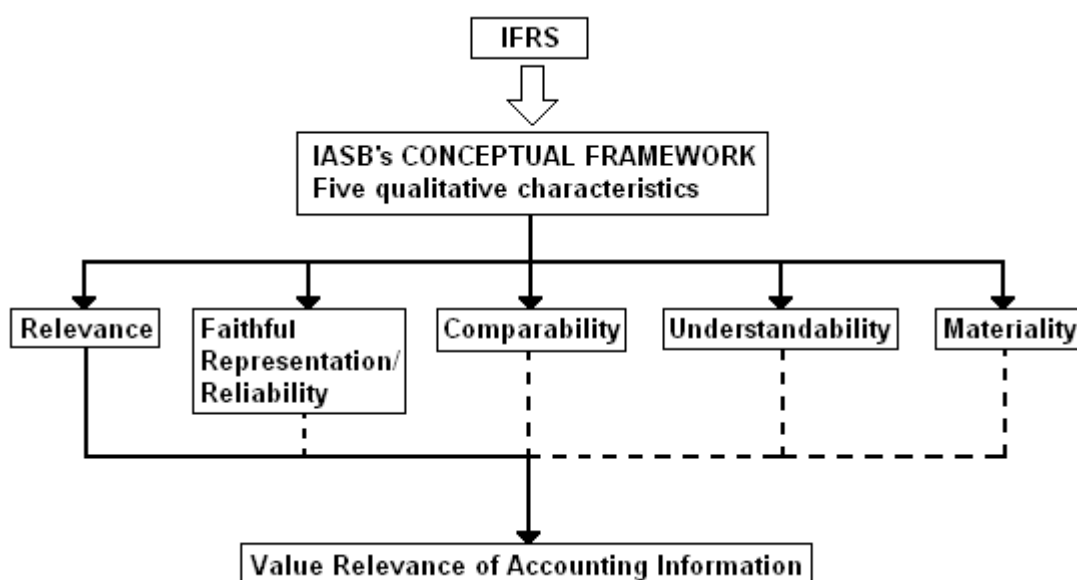 IFRS
IASB's CONCEPTUAL FRAMEWORK
Five qualitative characteristics
Relevance
Faithful
Representation/
Reliability
Comparability
Understandability
Materiality
Value Relevance of Accounting Information